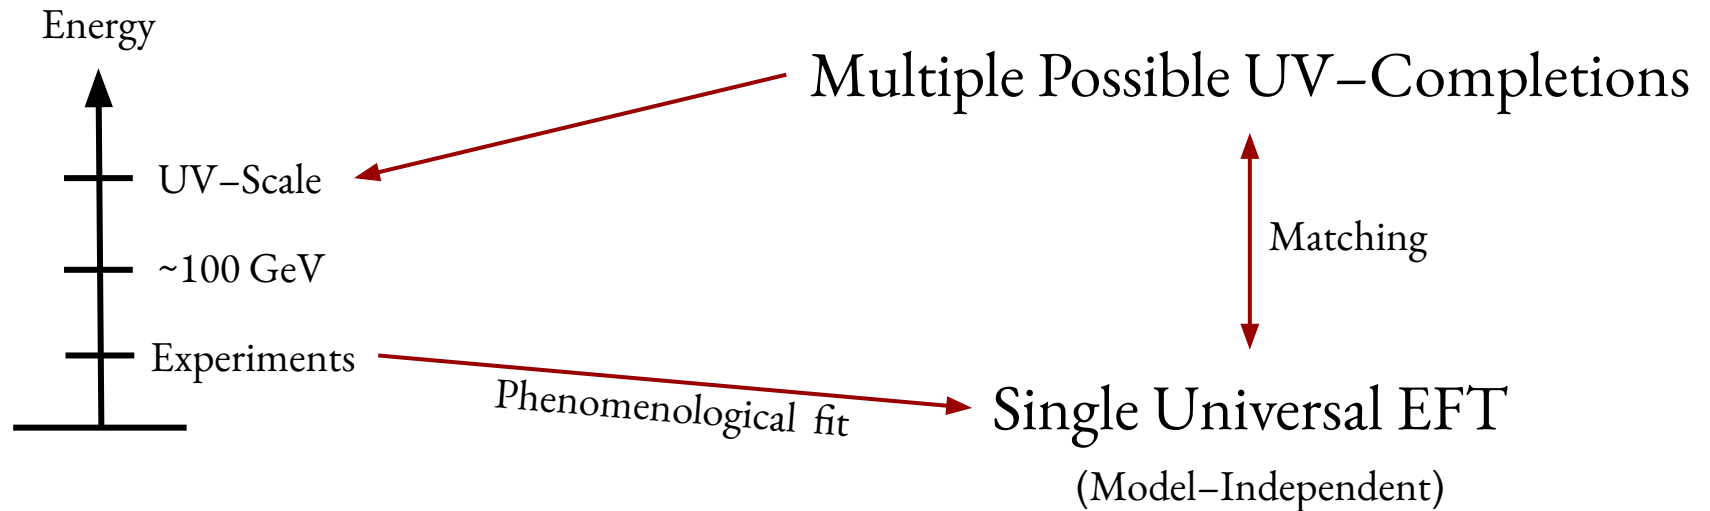 Energy
Multiple Possible UV–Completions
UV–Scale
Matching
~100 GeV
Experiments
Phenomenological fit
Single Universal EFT
(Model–Independent)